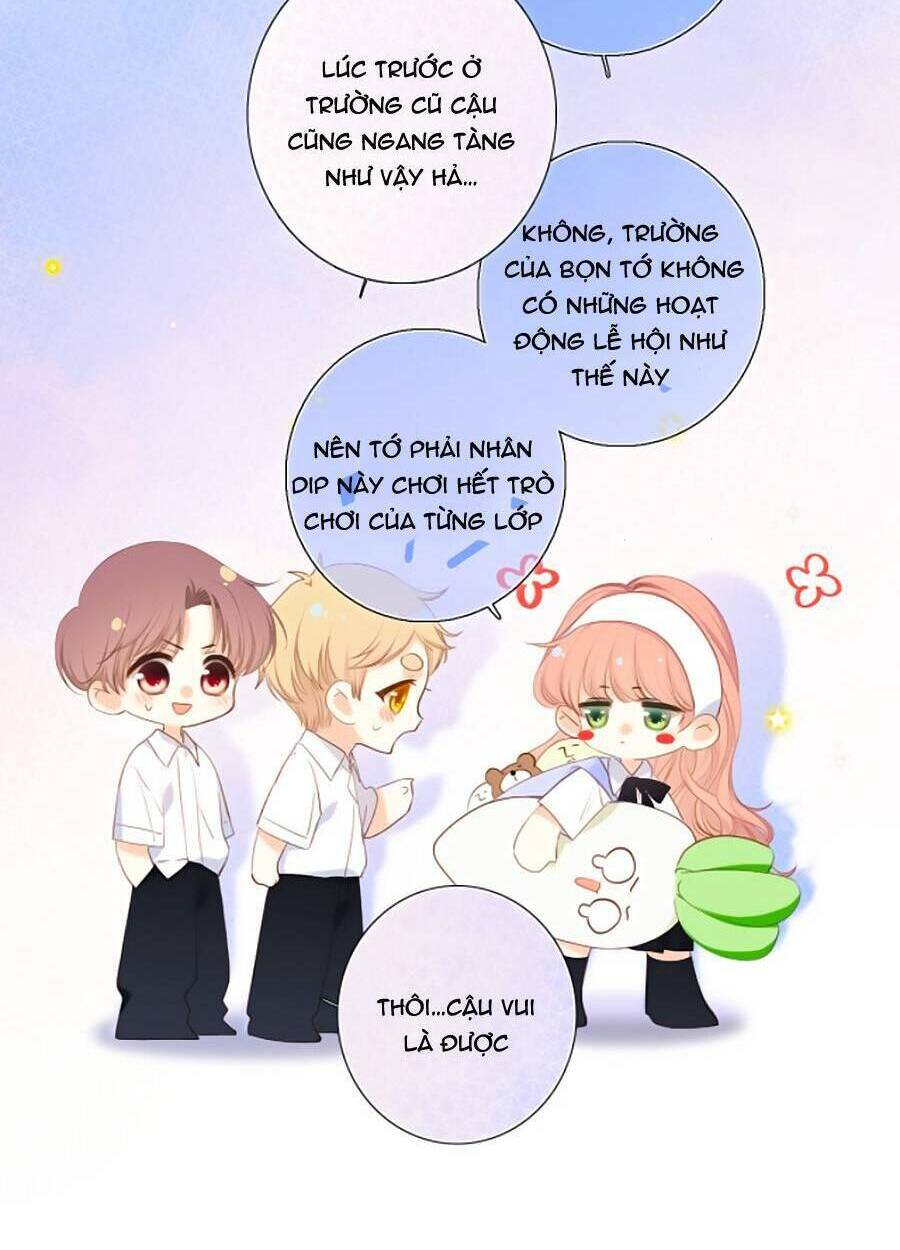 LÚC TRƯỚC Ở
TRƯỜNG CŨ CẬU
CŨNG NGANG TÀNG
NHƯ VẬY HẢ...
KHÔNG, TRƯỜNG
CỦA BỌN TỚ KHÔNG
CÓ NHỮNG HOẠT
ĐỘNG LỄ HỘI NHƯ
THẾ NÀY
NÊN TỚ PHẢI NHÂN
DIP NÀY CHƠI HẾT TRÒ
CHƠI CỦA TỪNG LỚP
THÔI...CẬU VUI
LÀ ĐƯỢC